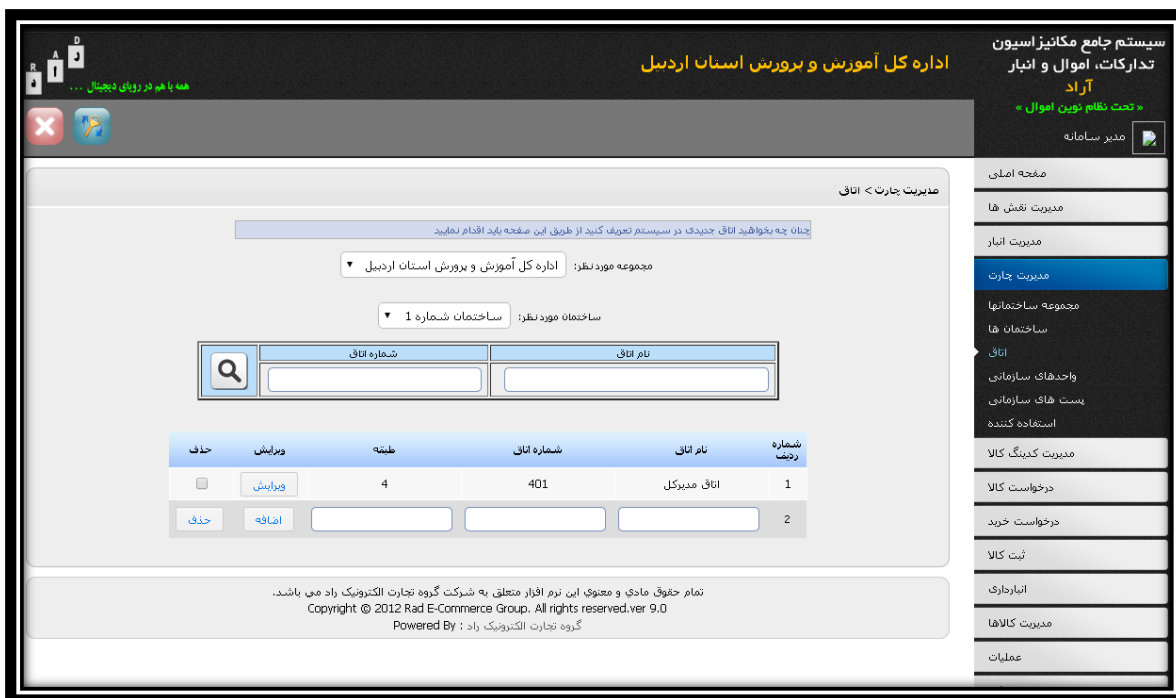 سیستم جامع مکانیزاسیون
تدارکات، اموال و انبار
آراد
« تحت نظام نوین اموال »
مدیر سامانه
اداره کل آموزش و پرورش استان اردبیل
R A D
ر ا د
همه با هم در رویای دیجیتال ...
صفحه اصلی
مدیریت نقش ها
مدیریت انبار
مدیریت چارت
مجموعه ساختمانها
ساختمان ها
اتاق
واحدهای سازمانی
پست های سازمانی
استفاده کننده
مدیریت کدینگ کالا
درخواست کالا
درخواست خرید
ثبت کالا
انبارداری
مدیریت کالاها
عملیات
مدیریت چارت > اتاق
چنان چه بخواهید اتاق جدیدی در سیستم تعریف کنید از طریق این صفحه باید اقدام نمایید
مجموعه موردنظر: اداره کل آموزش و پرورش استان اردبیل
ساختمان موردنظر: ساختمان شماره 1
نام اتاق شماره اتاق
شماره ردیف نام اتاق شماره اتاق طبقه ویرایش حذف
1 اتاق مدیرکل 401 4 ویرایش
2 اضافه حذف
تمام حقوق مادي و معنوي اين نرم افزار متعلق به شرکت گروه تجارت الکترونیک راد می باشد.
Copyright © 2012 Rad E-Commerce Group. All rights reserved.ver 9.0
Powered By : گروه تجارت الکترونیک راد